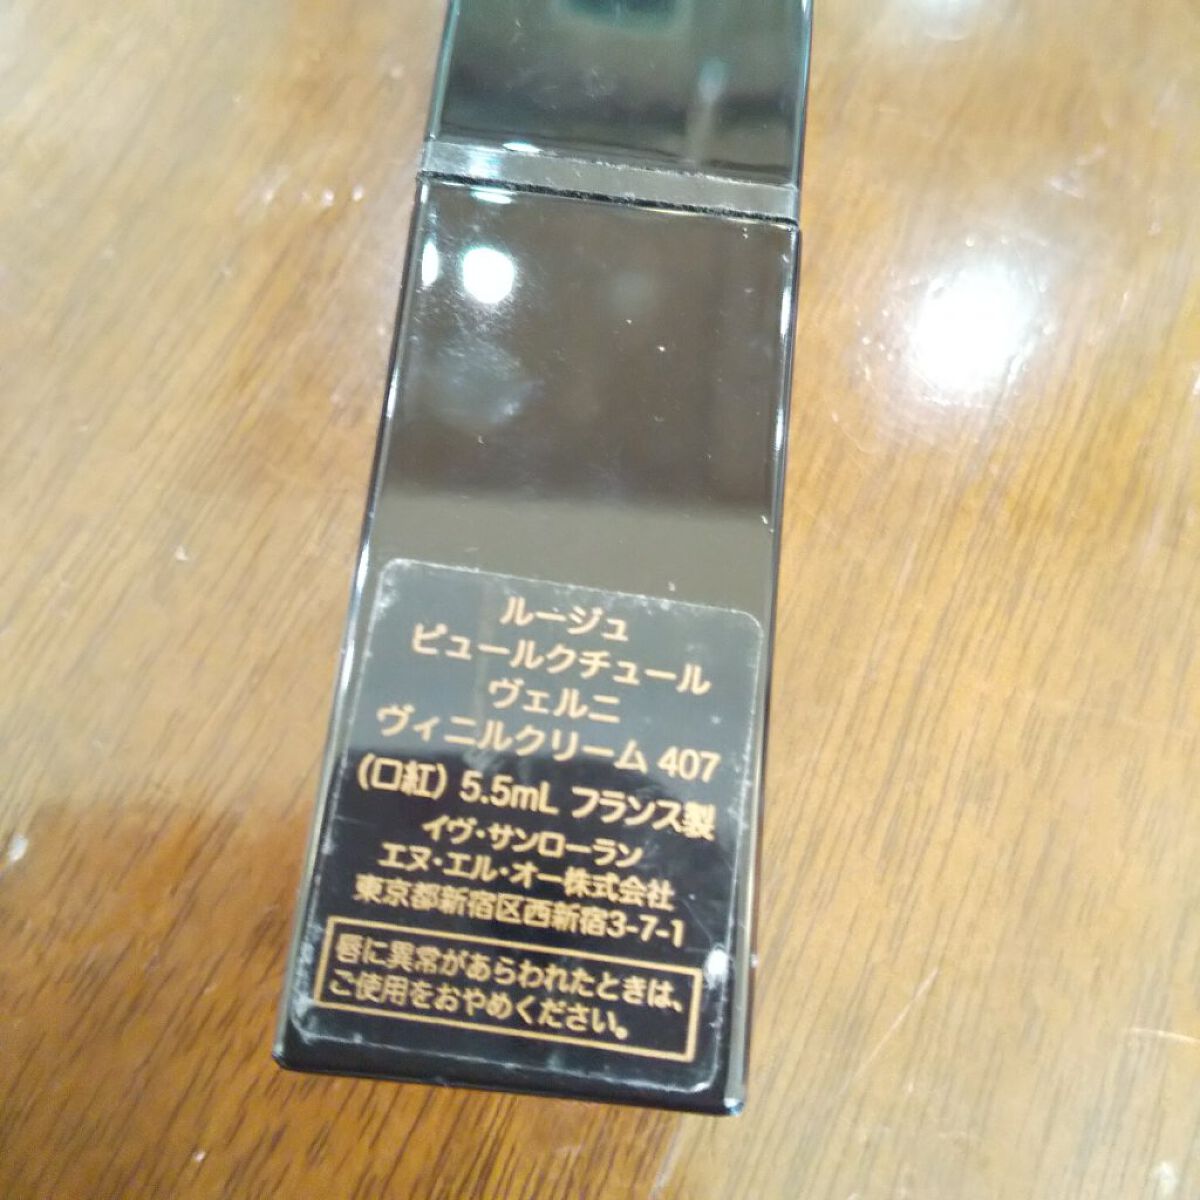 ルージュ
ピュールクチュール
ヴェルニ
ヴィニルクリーム 407
(口紅) 5.5mL フランス製
イヴ・サンローラン
エヌ・エル・オー株式会社
東京都新宿区西新宿3-7-1
唇に異常があらわれたときは、
ご使用をおやめください。